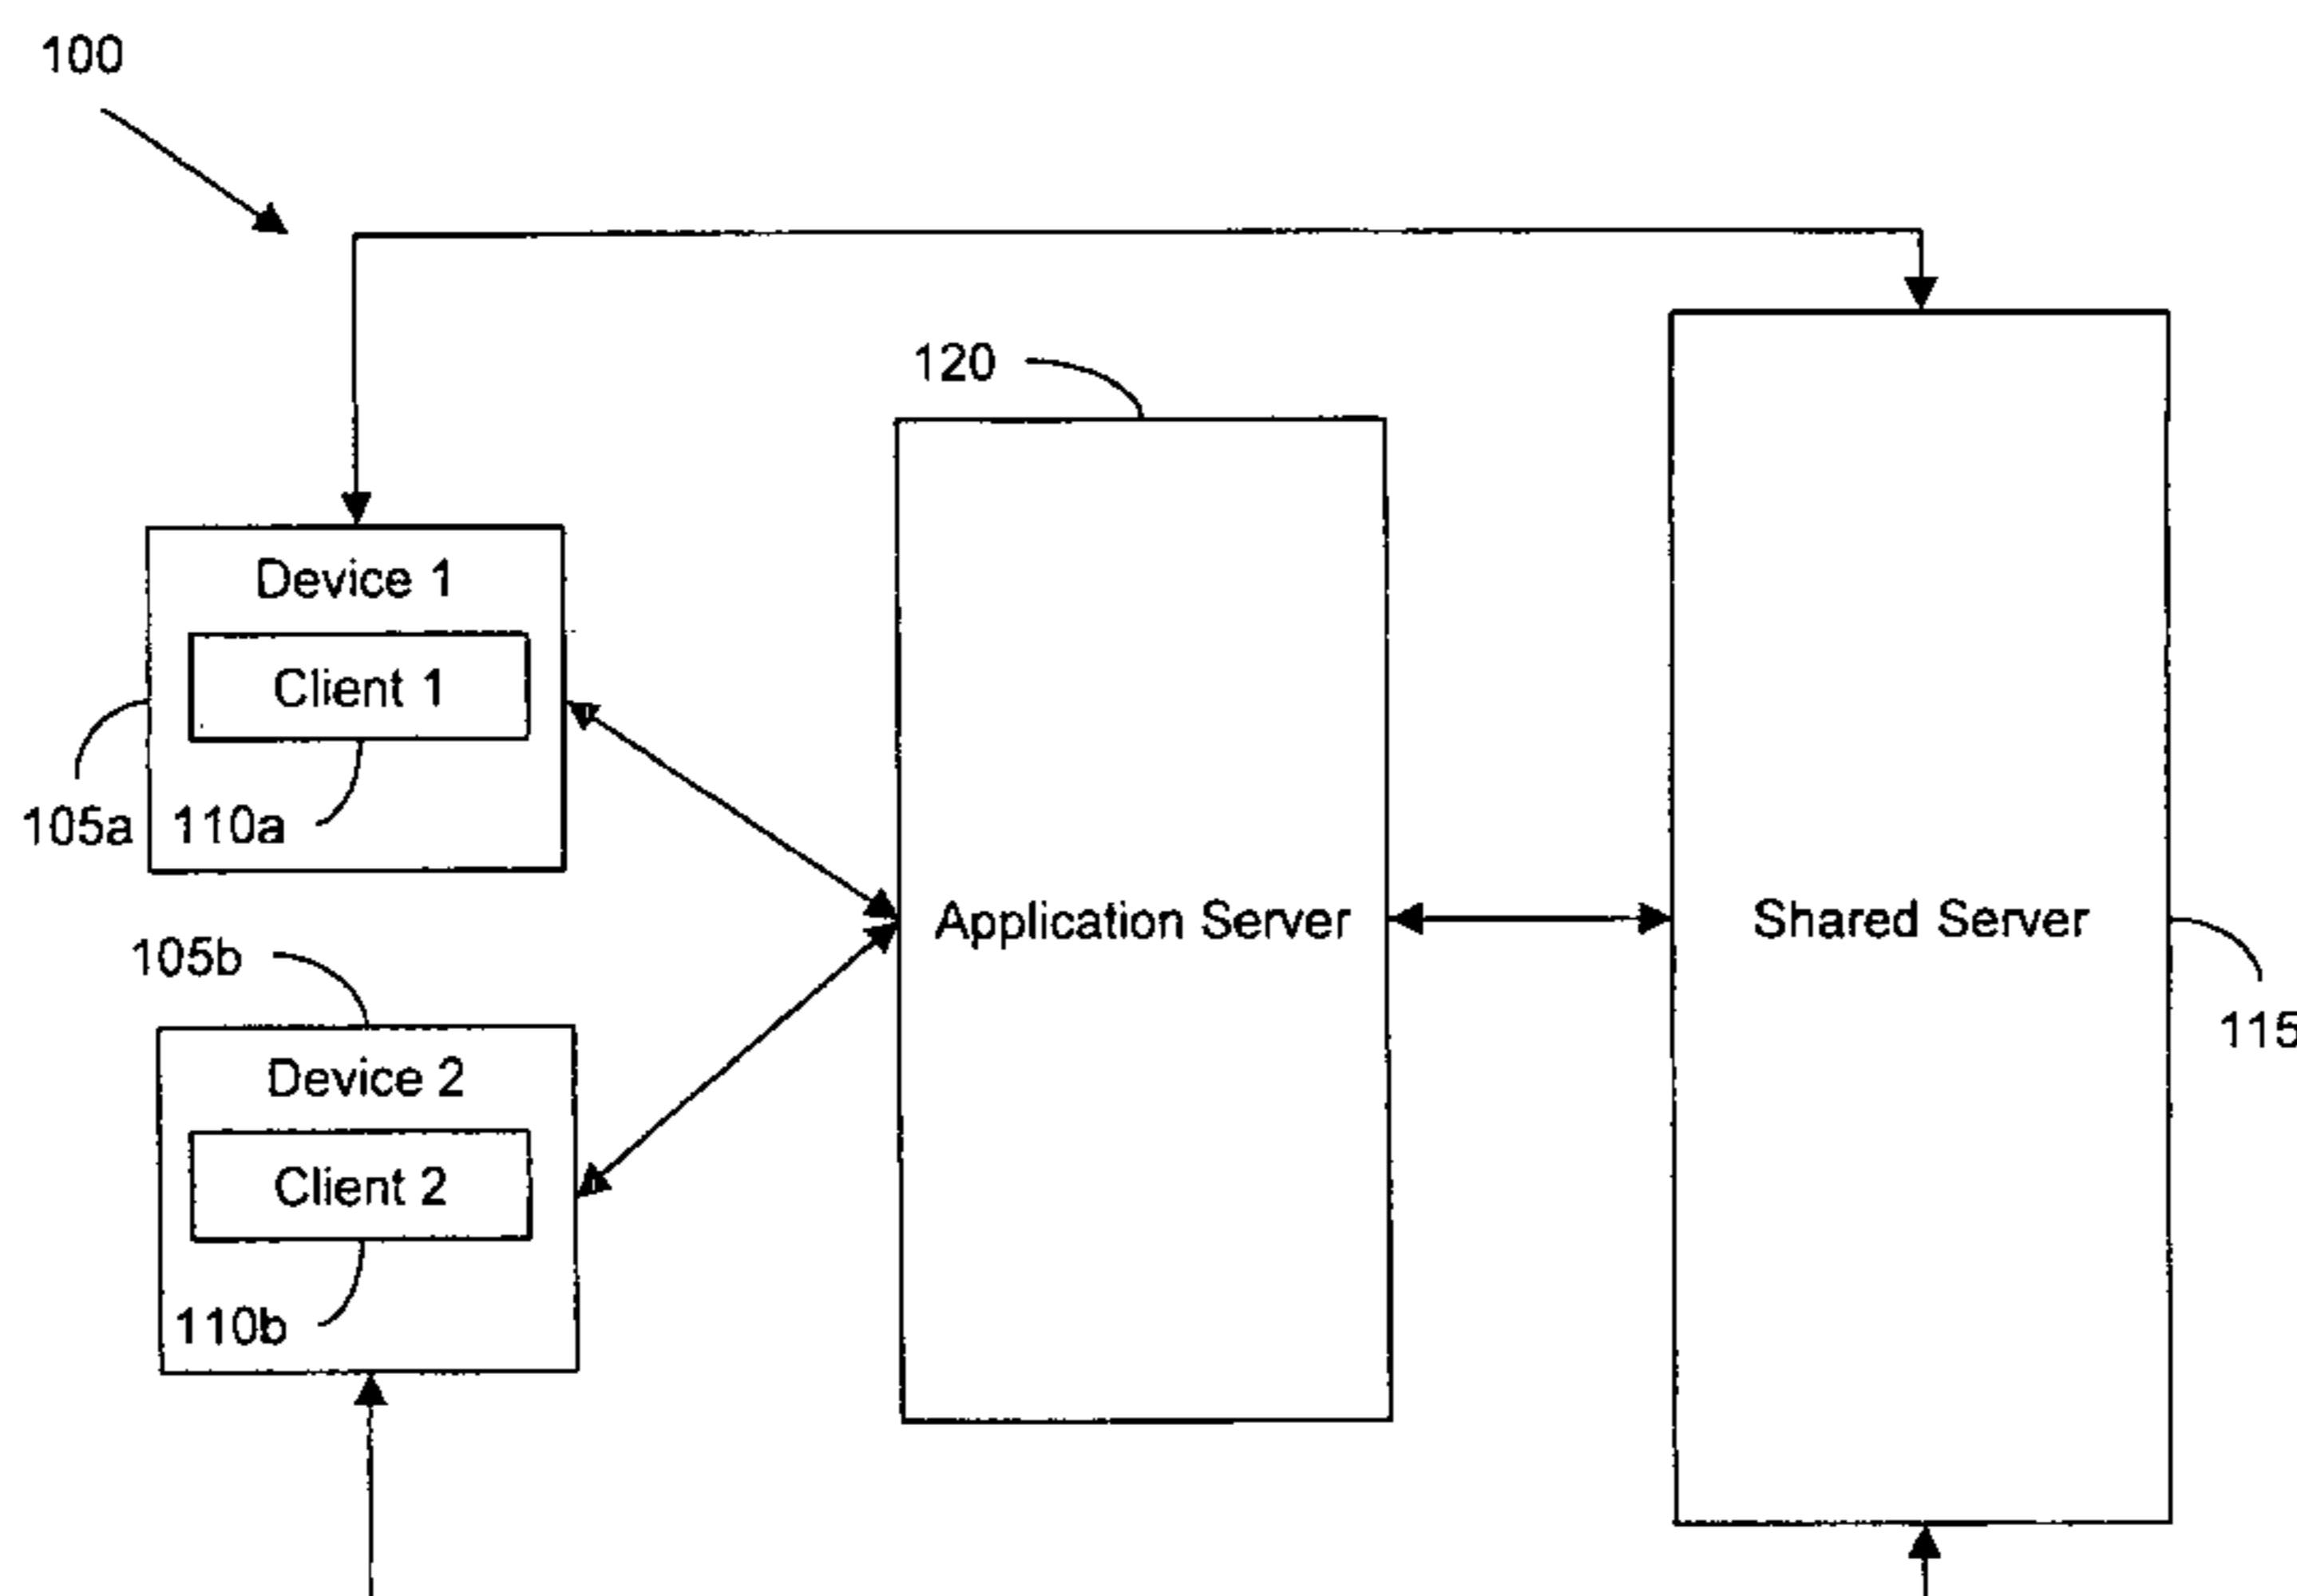 100
120
Device 1
Client 1
105a
110a
Application Server
Shared Server
105b
115
Device 2
Client 2
110b